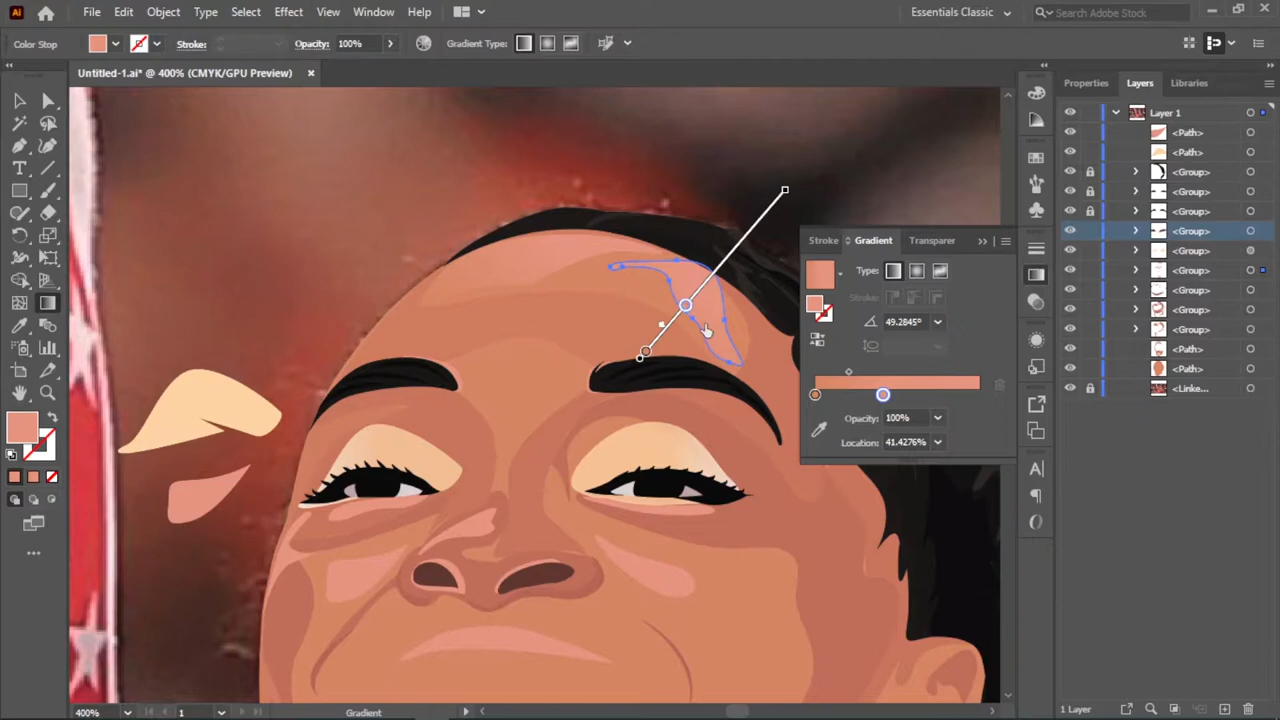 Ai File Edit Object Type Select Effect View Window Help Essentials Classic Search Adobe Stock
Color Stop Stroke: Opacity: 100% Gradient Type:
Untitled-1.ai* @ 400% (CMYK/GPU Preview) Properties Layers Libraries
Layer 1
<Path>
<Path>
<Group>
<Group>
<Group>
<Group>
<Group>
<Group>
<Group>
<Group>
<Group>
<Path>
<Path>
<Linke...
Stroke Gradient Transparer
Type:
Stroke:
49.2845°
Opacity: 100%
Location: 41.4276%
400% 1 Gradient 1 Layer